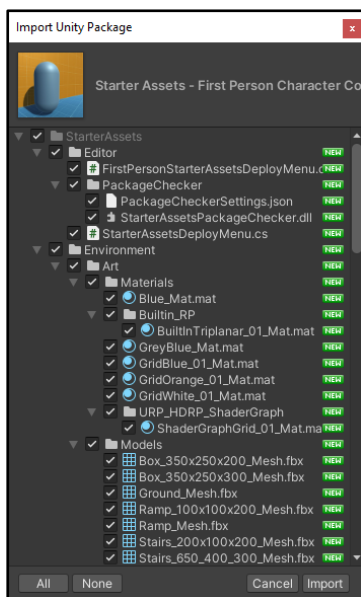 Import Unity Package
x
Starter Assets - First Person Character Co
StarterAssets
Editor NEW
# FirstPersonStarterAssetsDeployMenu.c NEW
PackageChecker NEW
PackageCheckerSettings.json NEW
StarterAssetsPackageChecker.dll NEW
# StarterAssetsDeployMenu.cs NEW
Environment NEW
Art NEW
Materials NEW
Blue_Mat.mat NEW
Builtin_RP NEW
BuiltInTriplanar_01_Mat.mat NEW
GreyBlue_Mat.mat NEW
GridBlue_01_Mat.mat NEW
GridOrange_01_Mat.mat NEW
GridWhite_01_Mat.mat NEW
URP_HDRP_ShaderGraph NEW
ShaderGraphGrid_01_Mat.ma NEW
Models NEW
Box_350x250x200_Mesh.fbx NEW
Box_350x250x300_Mesh.fbx NEW
Ground_Mesh.fbx NEW
Ramp_100x100x200_Mesh.fbx NEW
Ramp_Mesh.fbx NEW
Stairs_200x100x200_Mesh.fbx NEW
Stairs_650_400_300_Mesh.fbx NEW
All None Cancel Import